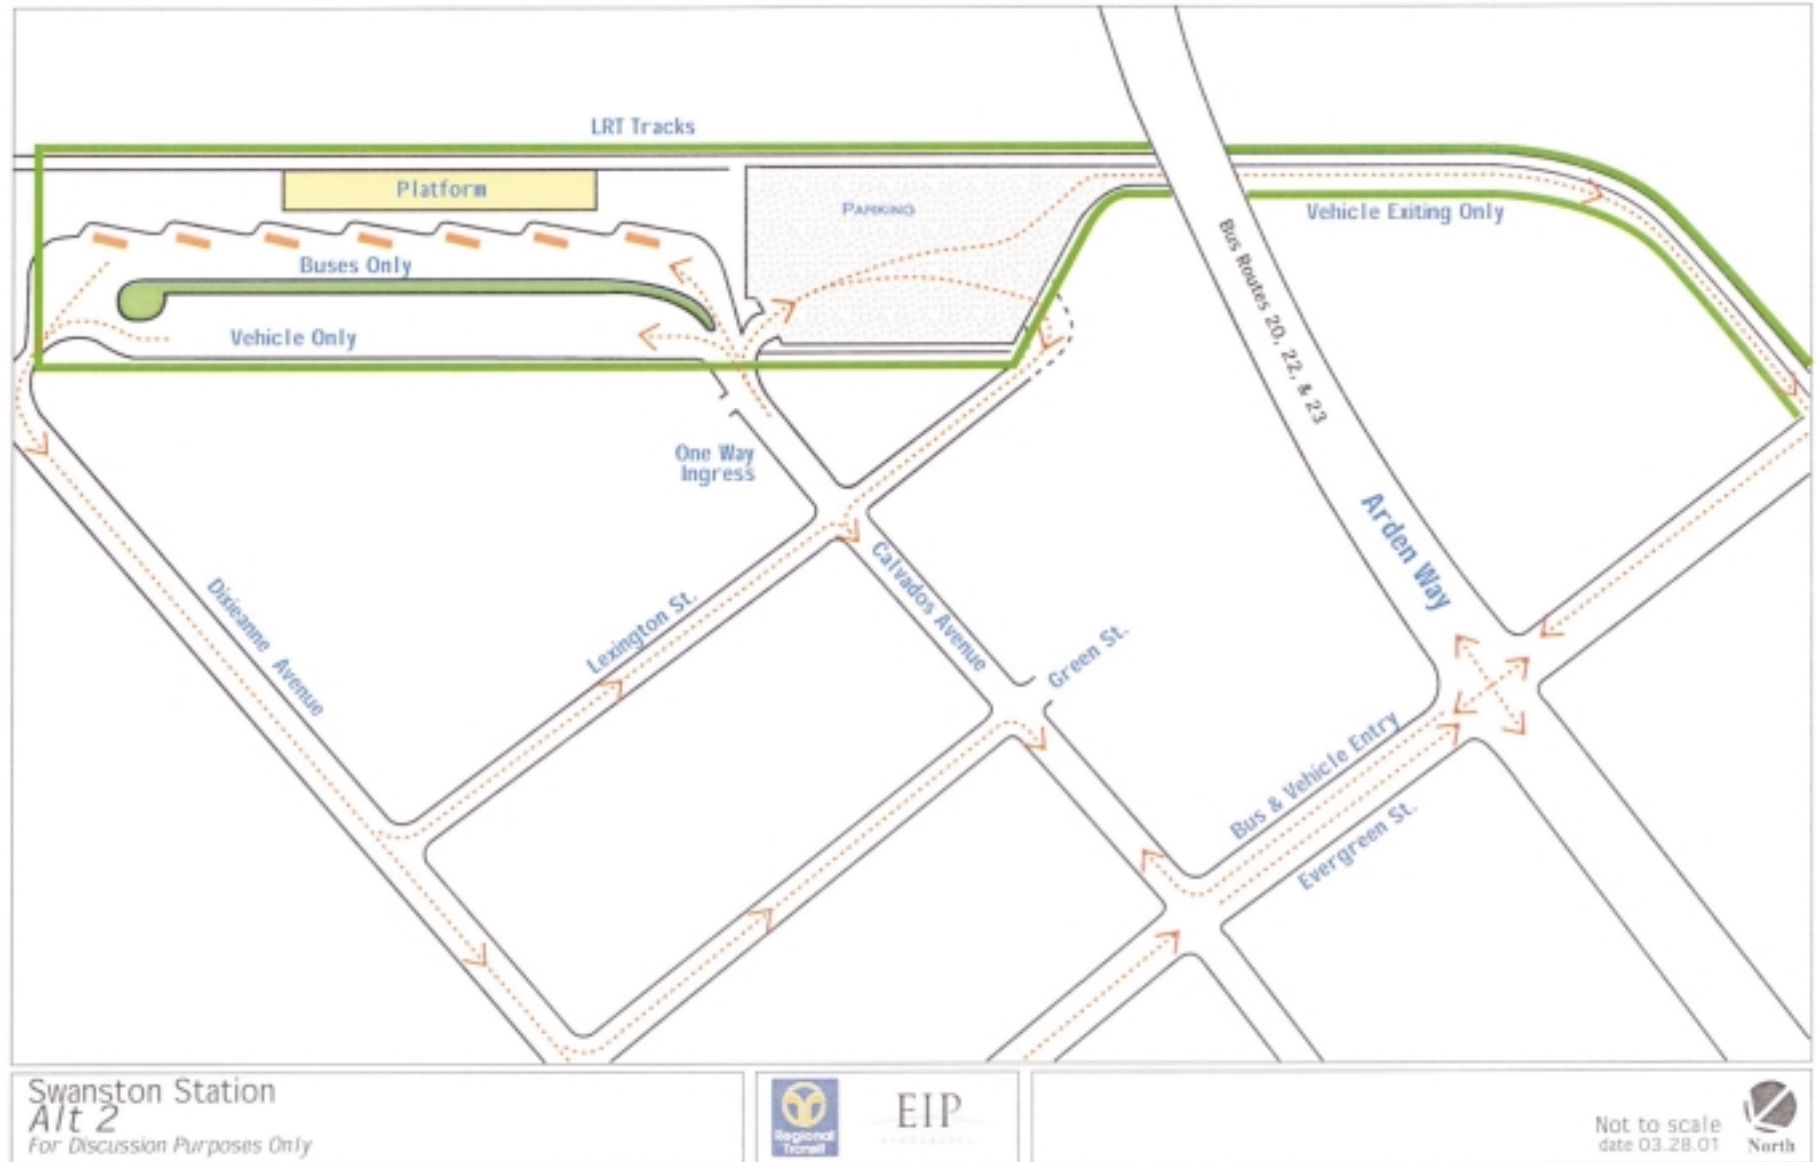 LRT Tracks
Platform
PARKING
Vehicle Exiting Only
Buses Only
Vehicle Only
Bus Routes 20, 22, & 23
One Way
Ingress
Arden Way
Dixieanne Avenue
Lexington St.
Calvados Avenue
Green St.
Bus & Vehicle Entry
Evergreen St.
Swanston Station
Alt 2
For Discussion Purposes Only
Regional
Transit
EIP
Not to scale
date 03.28.01
North